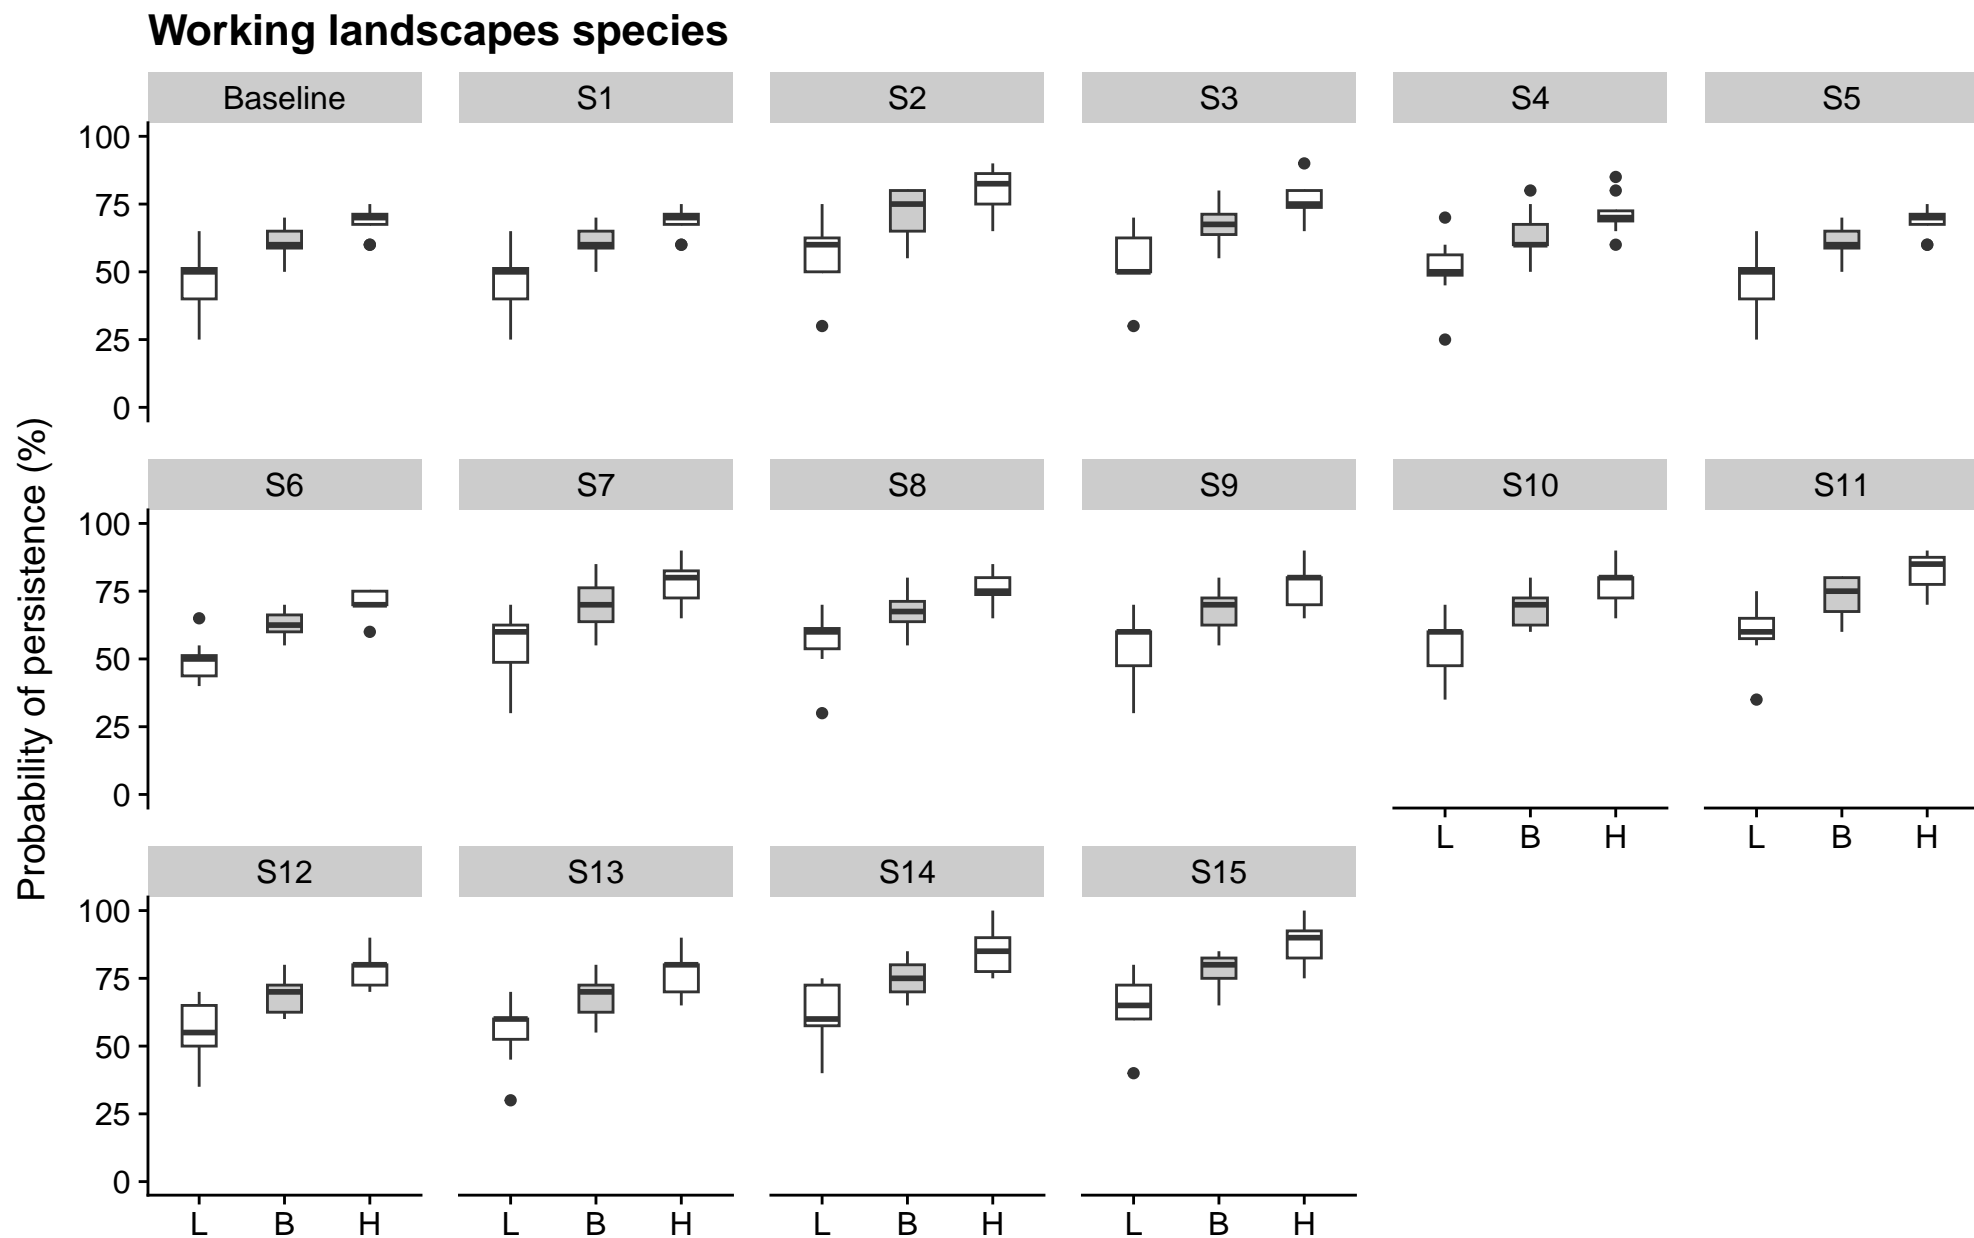 Working landscapes species
Baseline S1 S2 S3 S4 S5
100
75
50
25
0
S6 S7 S8 S9 S10 S11
100
75
50
25
0
L B H L B H
S12 S13 S14 S15
100
75
50
25
0
L B H L B H L B H L B H
Probability of persistence (%)